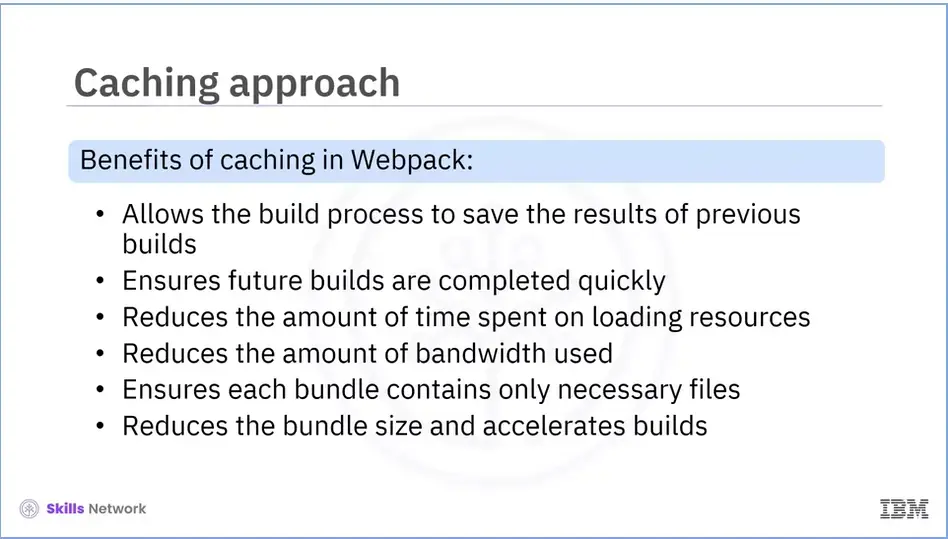 Caching approach
Benefits of caching in Webpack:
• Allows the build process to save the results of previous
builds
• Ensures future builds are completed quickly
• Reduces the amount of time spent on loading resources
• Reduces the amount of bandwidth used
• Ensures each bundle contains only necessary files
• Reduces the bundle size and accelerates builds
Skills Network
IBM